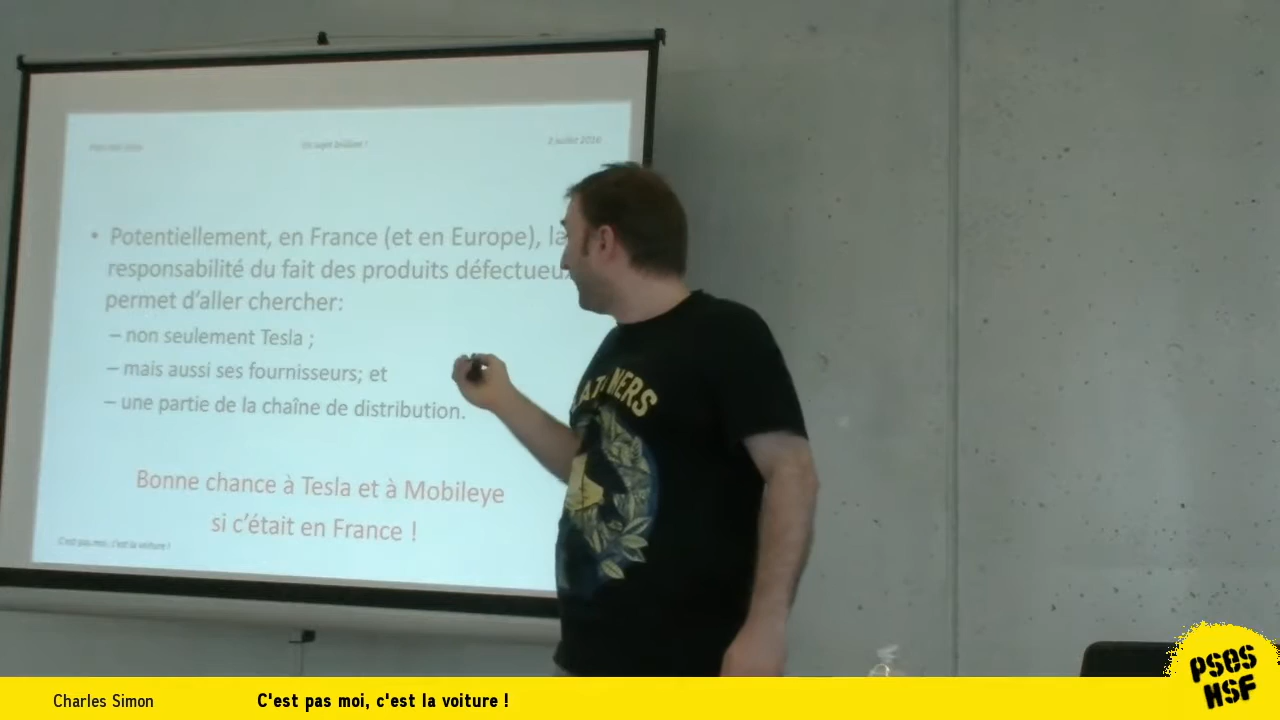 Un sujet brûlant !
2 juillet 2016
• Potentiellement, en France (et en Europe), la
responsabilité du fait des produits défectueux
permet d'aller chercher:
– non seulement Tesla ;
– mais aussi ses fournisseurs; et
– une partie de la chaîne de distribution.
Bonne chance à Tesla et à Mobileye
si c'était en France !
C'est pas moi, c'est la voiture !
Charles Simon
C'est pas moi, c'est la voiture !
PSES
HSF